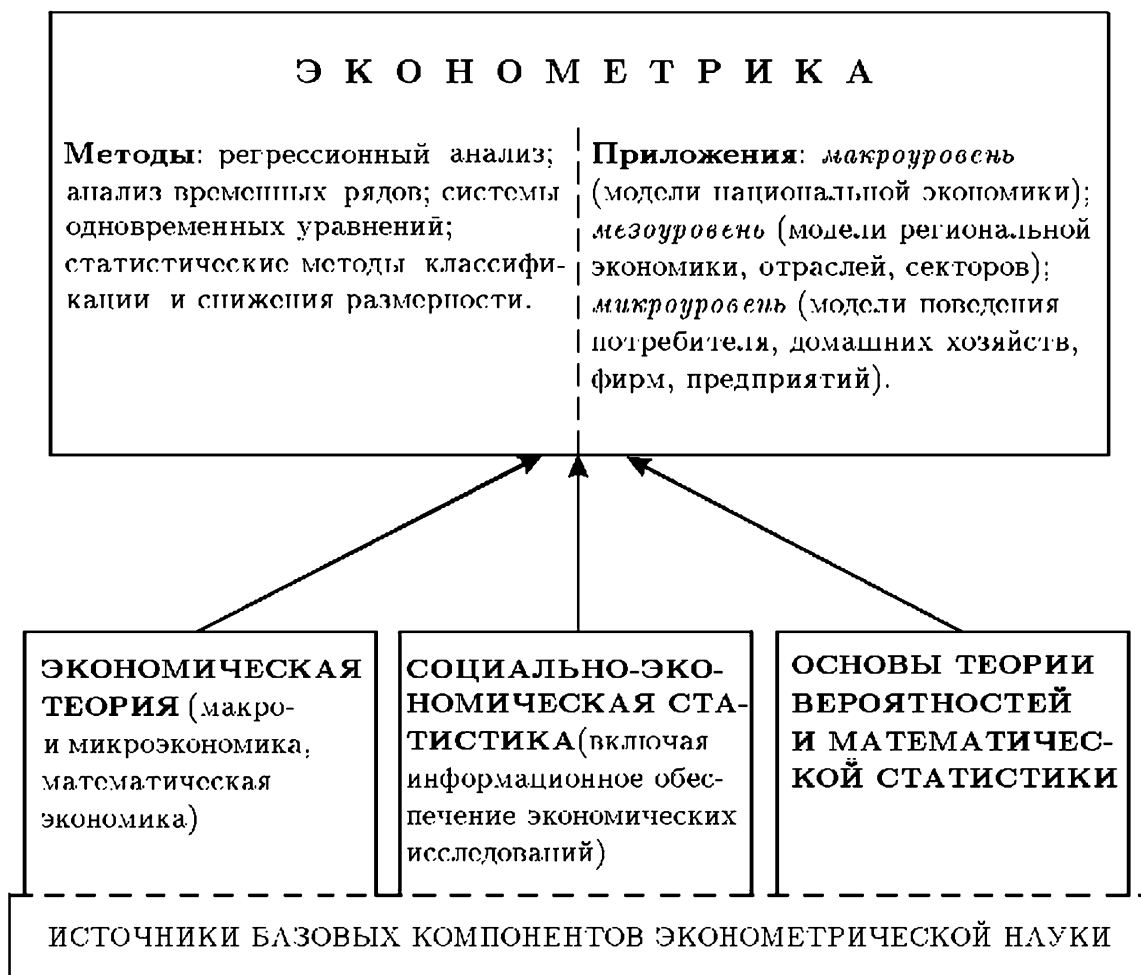 ЭКОНОМЕТРИКА
Методы: регрессионный анализ;
анализ временных рядов; системы
одновременных уравнений;
статистические методы классифи-
кации и снижения размерности.
Приложения: макроуровень
(модели национальной экономики);
мезоуровень (модели региональной
экономики, отраслей, секторов);
микроуровень (модели поведения
потребителя, домашних хозяйств,
фирм, предприятий).
ЭКОНОМИЧЕСКАЯ
ТЕОРИЯ (макро-
и микроэкономика,
математическая
экономика)
СОЦИАЛЬНО-ЭКО-
НОМИЧЕСКАЯ СТА-
ТИСТИКА(включая
информационное обес-
печение экономических
исследований)
ОСНОВЫ ТЕОРИИ
ВЕРОЯТНОСТЕЙ
И МАТЕМАТИЧЕС-
КОЙ СТАТИСТИКИ
ИСТОЧНИКИ БАЗОВЫХ КОМПОНЕНТОВ ЭКОНОМЕТРИЧЕСКОЙ НАУКИ